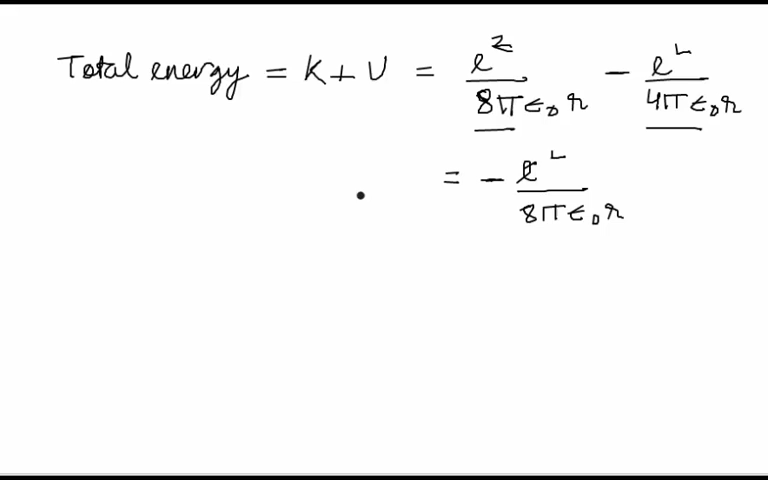 Total energy = K + U = e²/8πε₀r − e²/4πε₀r
= − e²/8πε₀r